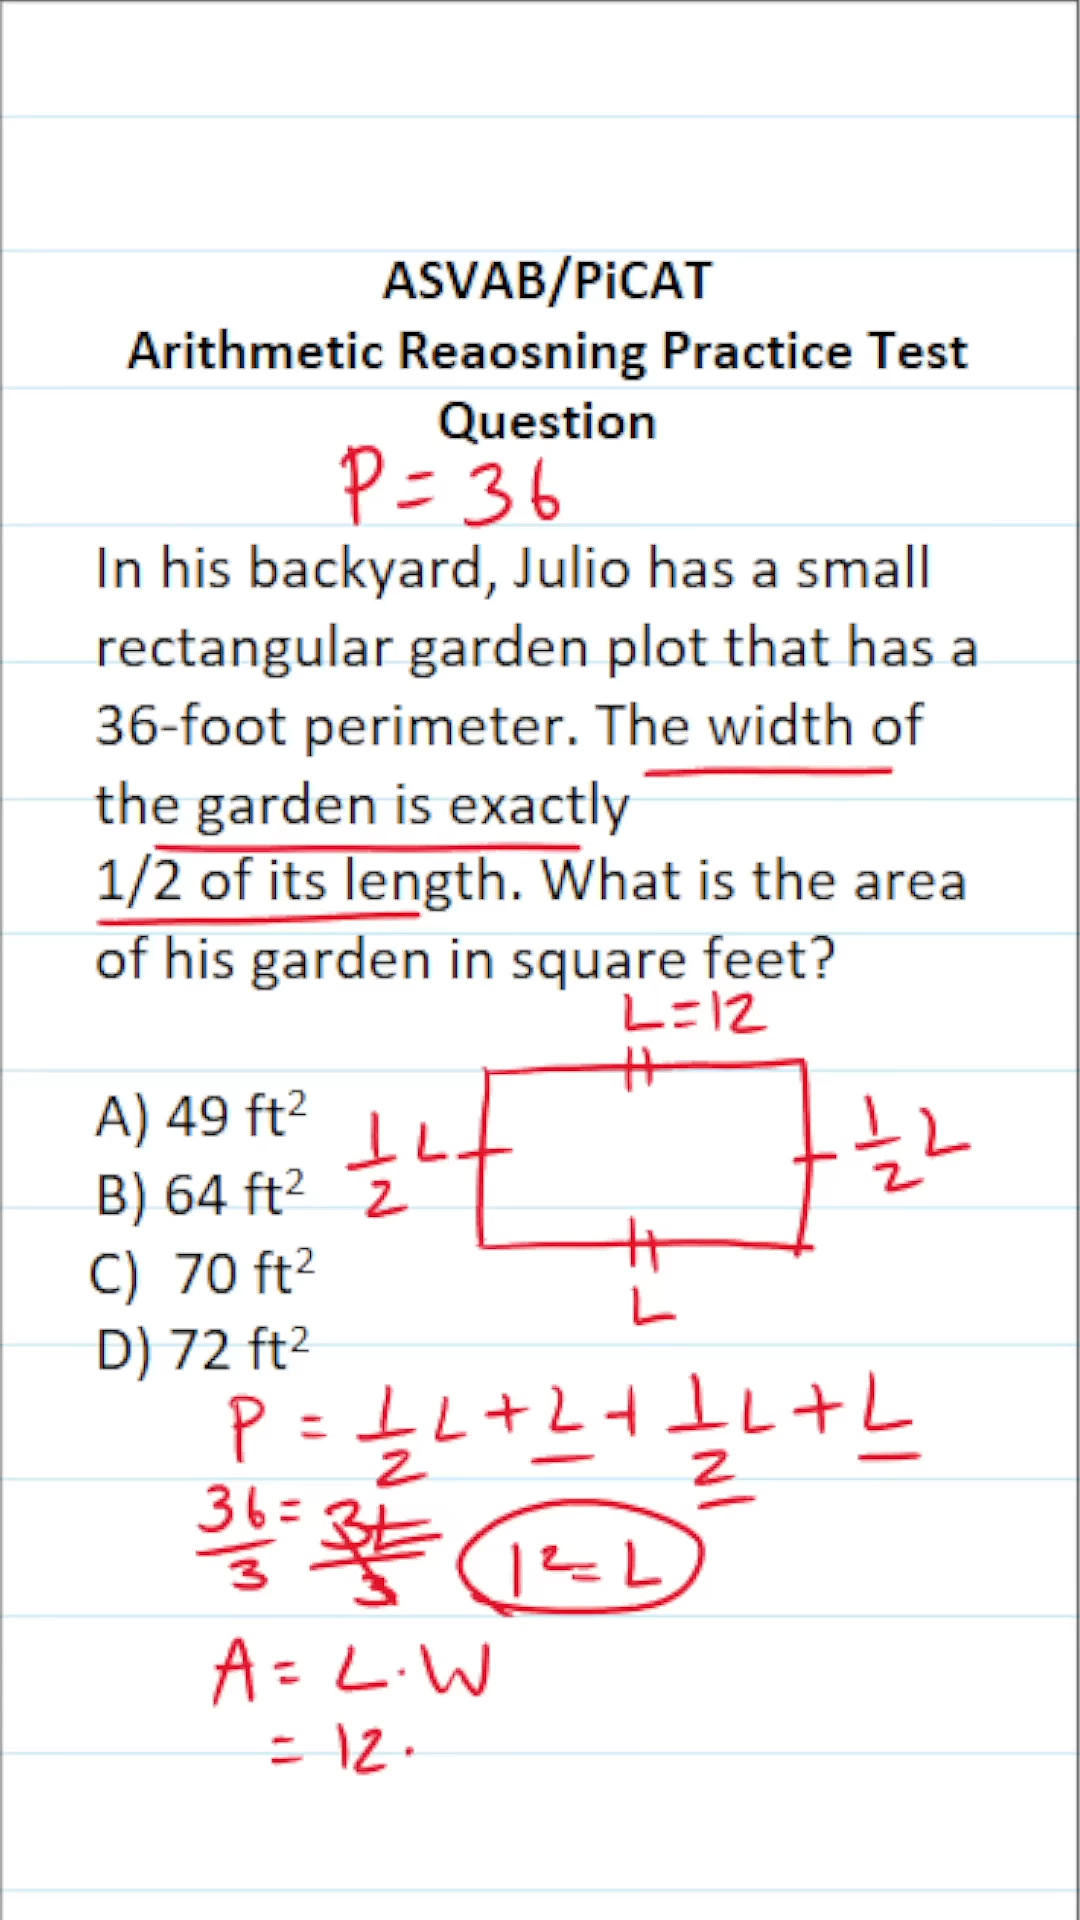 ASVAB/PiCAT
Arithmetic Reaosning Practice Test
Question
P = 36
In his backyard, Julio has a small
rectangular garden plot that has a
36-foot perimeter. The width of
the garden is exactly
1/2 of its length. What is the area
of his garden in square feet?
L = 12
A) 49 ft²
1/2 L
1/2 L
B) 64 ft²
C) 70 ft²
L
D) 72 ft²
P = 1/2 L + L + 1/2 L + L
36/3 = 3L/3
12 = L
A = L · W
= 12 ·